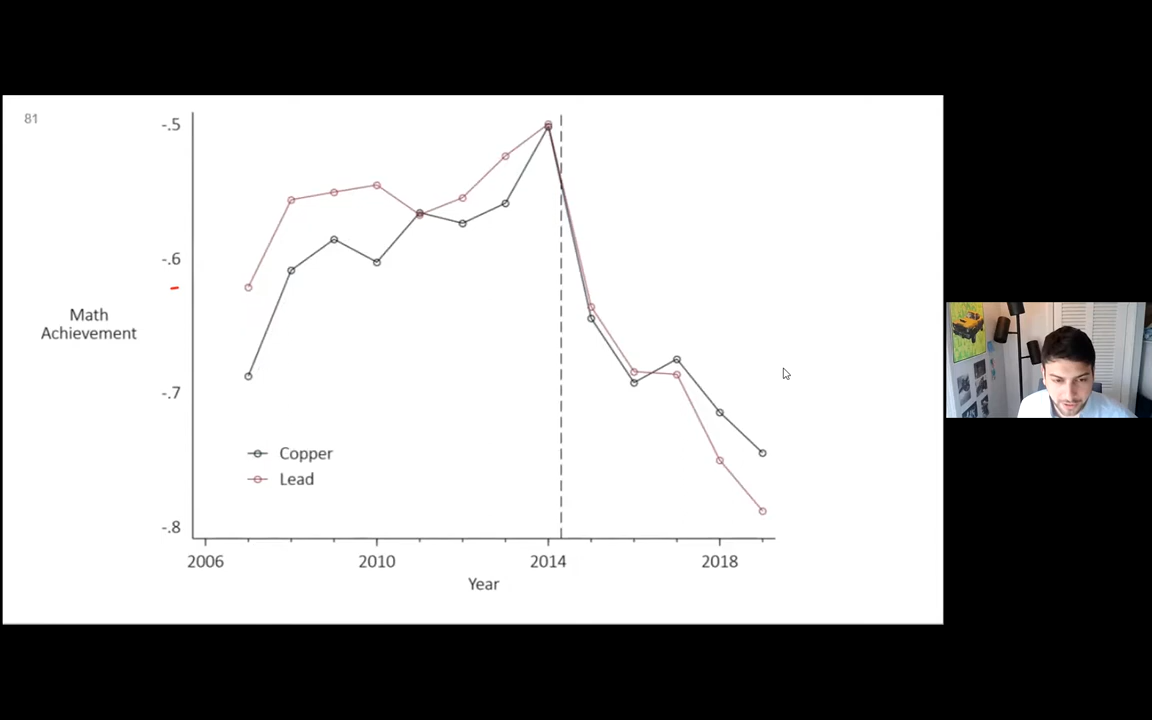 81
-.5
-.6
Math
Achievement
-.7
Copper
Lead
-.8
2006
2010
2014
2018
Year